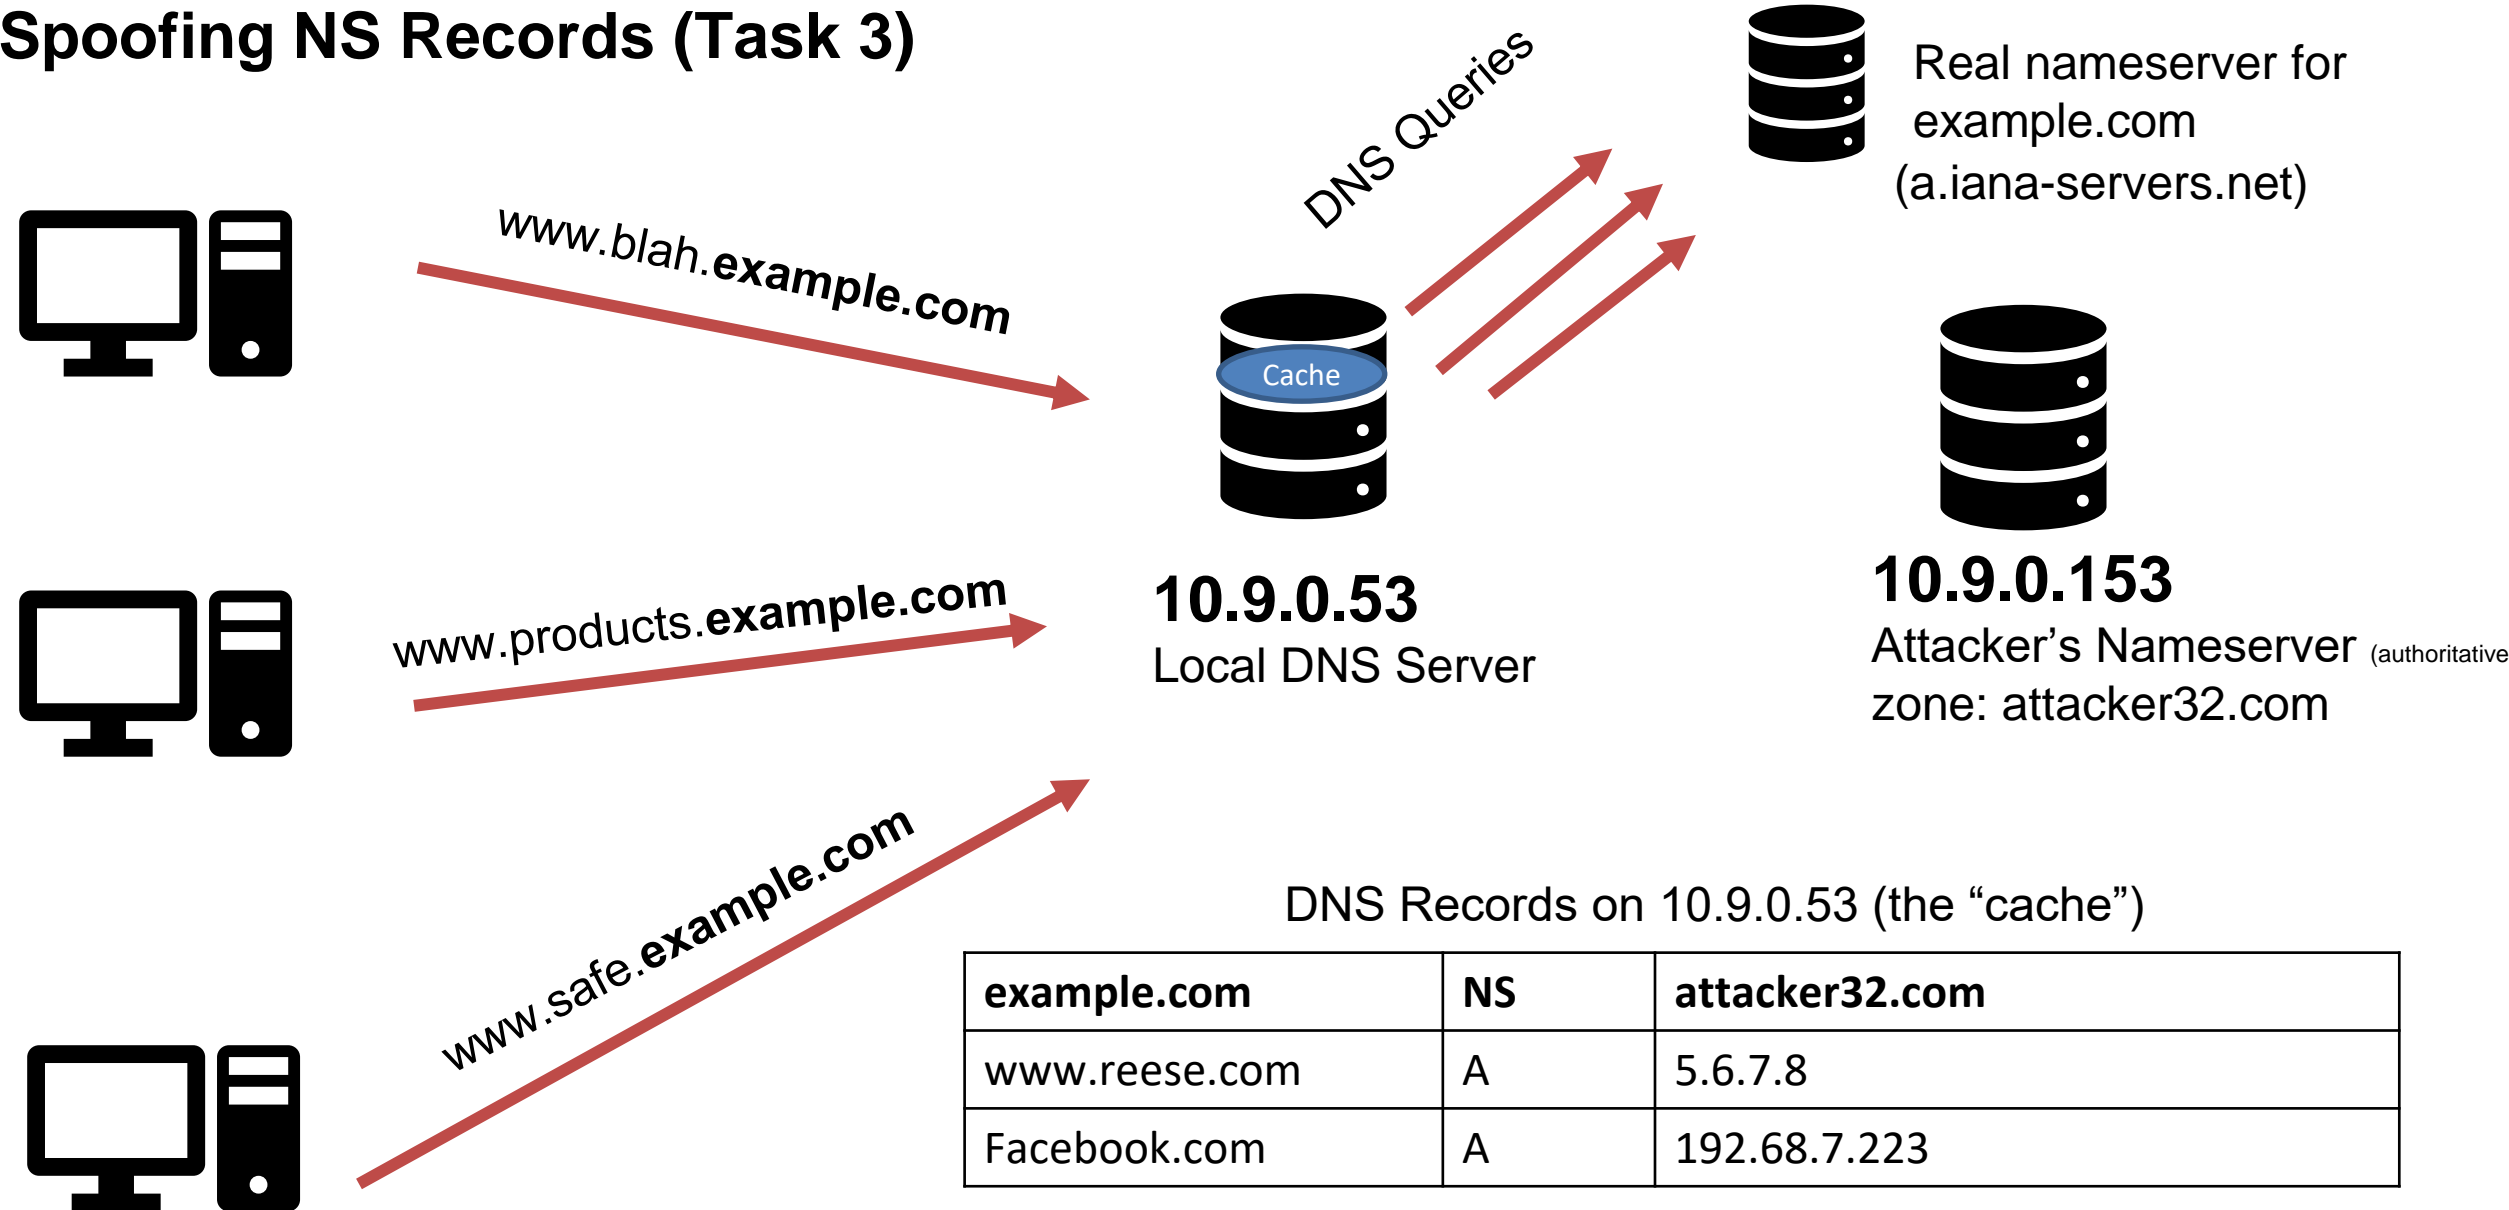 Spoofing NS Records (Task 3)
DNS Queries
Real nameserver for
example.com
(a.iana-servers.net)
www.blah.example.com
Cache
www.products.example.com
10.9.0.53
Local DNS Server
10.9.0.153
Attacker’s Nameserver (authoritative
zone: attacker32.com
www.safe.example.com
DNS Records on 10.9.0.53 (the “cache”)
example.com NS attacker32.com
www.reese.com A 5.6.7.8
Facebook.com A 192.68.7.223